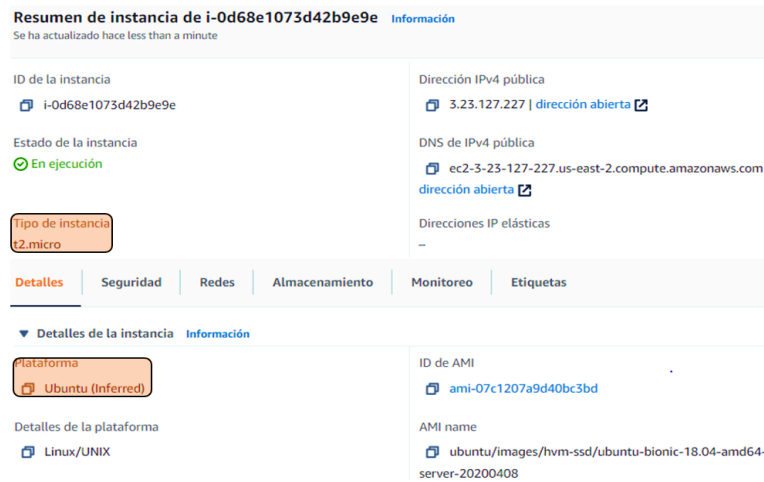 Resumen de instancia de i-0d68e1073d42b9e9e Información
Se ha actualizado hace less than a minute
ID de la instancia
i-0d68e1073d42b9e9e
Dirección IPv4 pública
3.23.127.227 | dirección abierta
Estado de la instancia
En ejecución
DNS de IPv4 pública
ec2-3-23-127-227.us-east-2.compute.amazonaws.com
dirección abierta
Tipo de instancia
t2.micro
Direcciones IP elásticas
–
Detalles Seguridad Redes Almacenamiento Monitoreo Etiquetas
Detalles de la instancia Información
Plataforma
Ubuntu (Inferred)
ID de AMI
ami-07c1207a9d40bc3bd
Detalles de la plataforma
Linux/UNIX
AMI name
ubuntu/images/hvm-ssd/ubuntu-bionic-18.04-amd64-
server-20200408